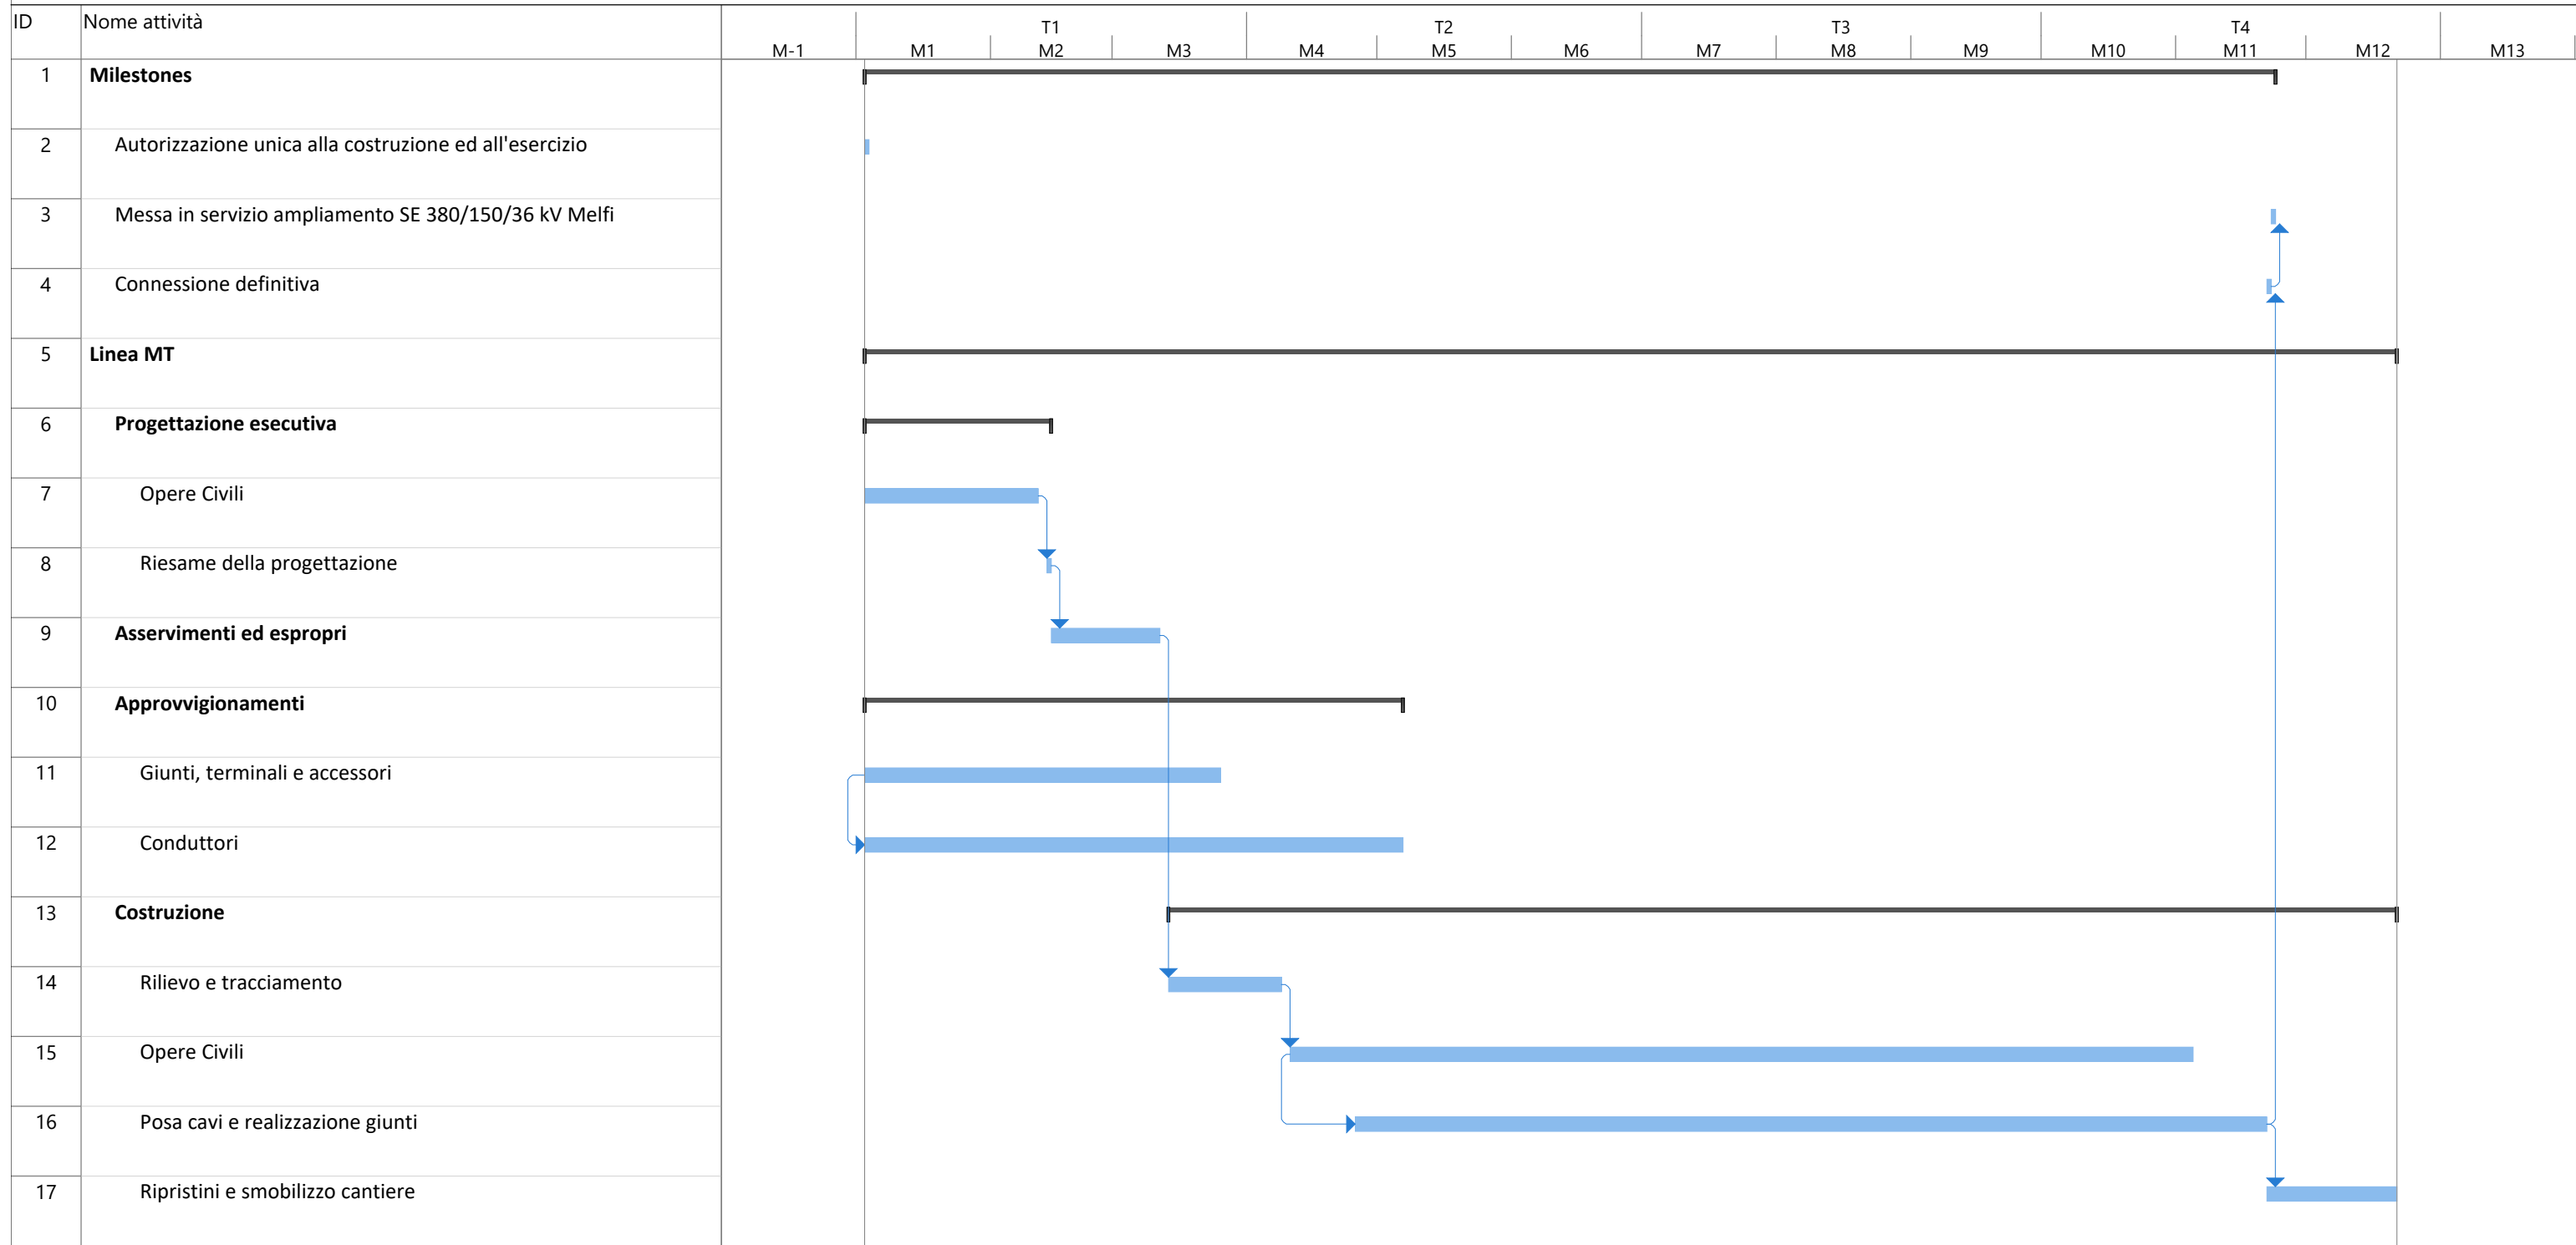 ID Nome attività T1 T2 T3 T4
M-1 M1 M2 M3 M4 M5 M6 M7 M8 M9 M10 M11 M12 M13
1 Milestones
2 Autorizzazione unica alla costruzione ed all'esercizio
3 Messa in servizio ampliamento SE 380/150/36 kV Melfi
4 Connessione definitiva
5 Linea MT
6 Progettazione esecutiva
7 Opere Civili
8 Riesame della progettazione
9 Asservimenti ed espropri
10 Approvvigionamenti
11 Giunti, terminali e accessori
12 Conduttori
13 Costruzione
14 Rilievo e tracciamento
15 Opere Civili
16 Posa cavi e realizzazione giunti
17 Ripristini e smobilizzo cantiere